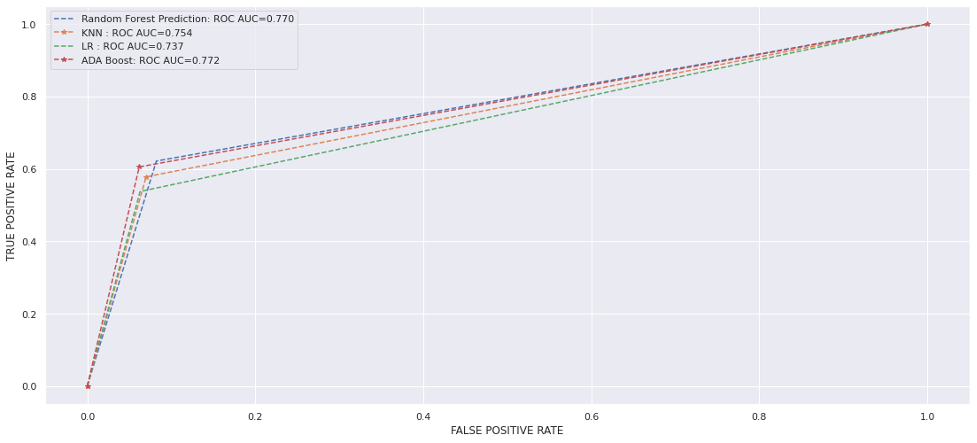 Random Forest Prediction: ROC AUC=0.770
KNN : ROC AUC=0.754
LR : ROC AUC=0.737
ADA Boost: ROC AUC=0.772
1.0
0.8
0.6
0.4
0.2
0.0
TRUE POSITIVE RATE
0.0 0.2 0.4 0.6 0.8 1.0
FALSE POSITIVE RATE